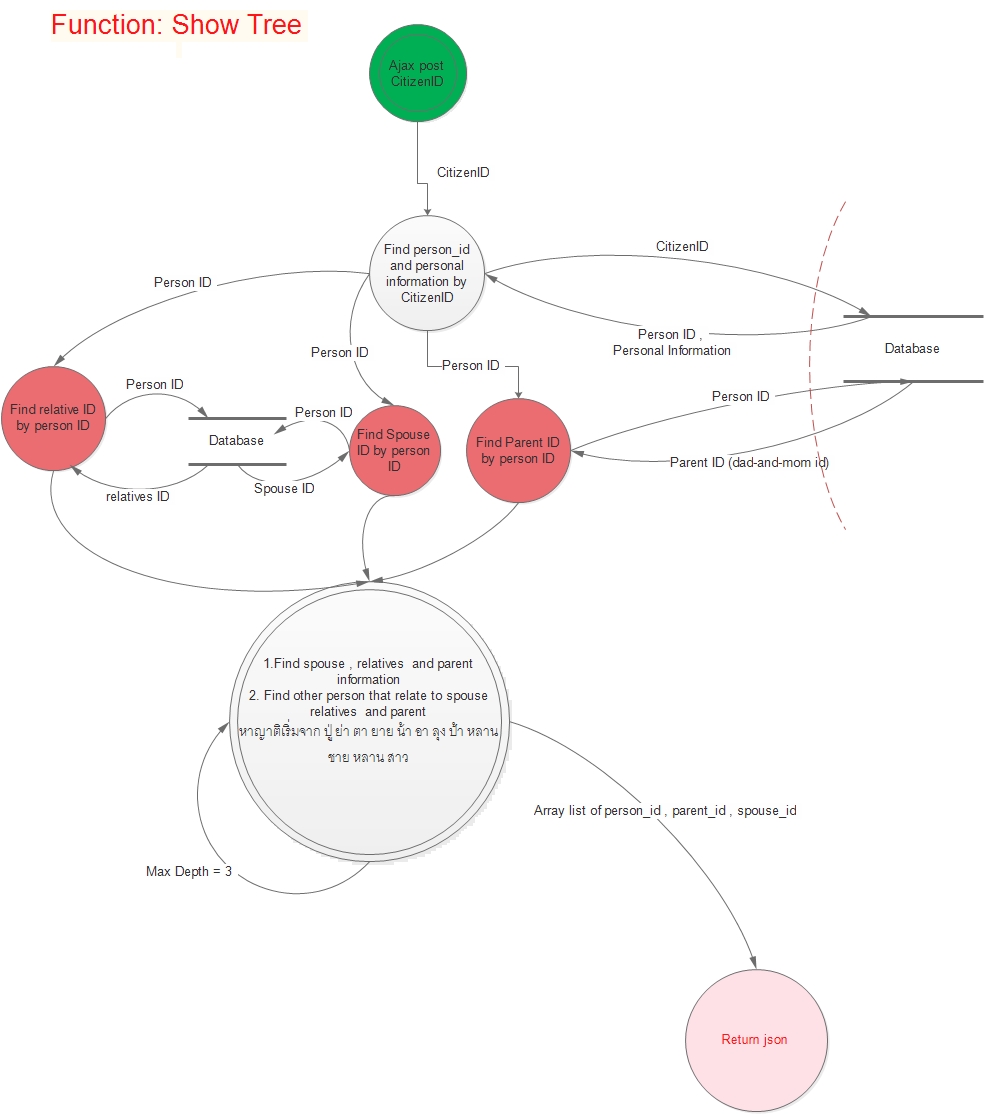 Function: Show Tree
Ajax post
CitizenID
CitizenID
Find person_id
and personal
information by
CitizenID
CitizenID
Person ID ,
Personal Information
Database
Person ID
Person ID
Person ID
Find relative ID
by person ID
Person ID
Database
relatives ID
Person ID
Spouse ID
Find Spouse
ID by person
ID
Find Parent ID
by person ID
Person ID
Parent ID (dad-and-mom id)
1.Find spouse , relatives and parent
information
2. Find other person that relate to spouse
relatives and parent
หาญาติเริ่มจาก ปู่ ย่า ตา ยาย น้า อา ลุง ป้า หลาน
ชาย หลาน สาว
Max Depth = 3
Array list of person_id , parent_id , spouse_id
Return json